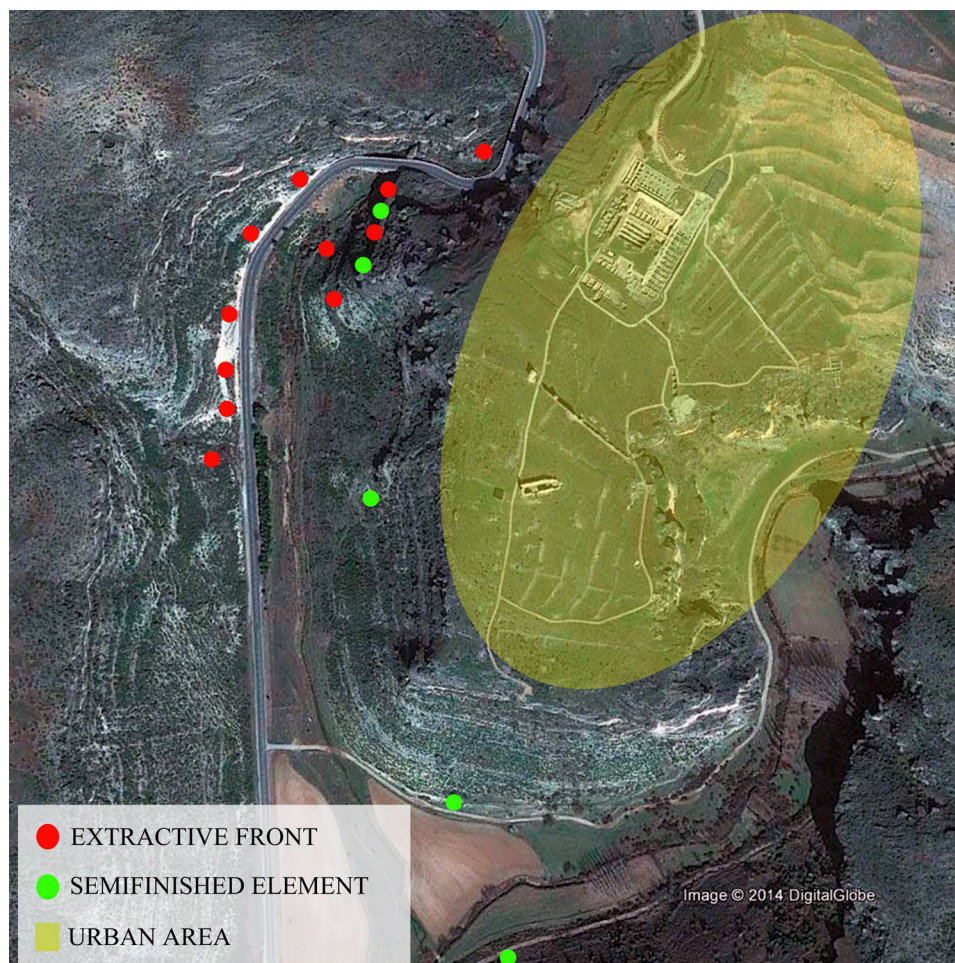 EXTRACTIVE FRONT
SEMIFINISHED ELEMENT
Image © 2014 DigitalGlobe
URBAN AREA